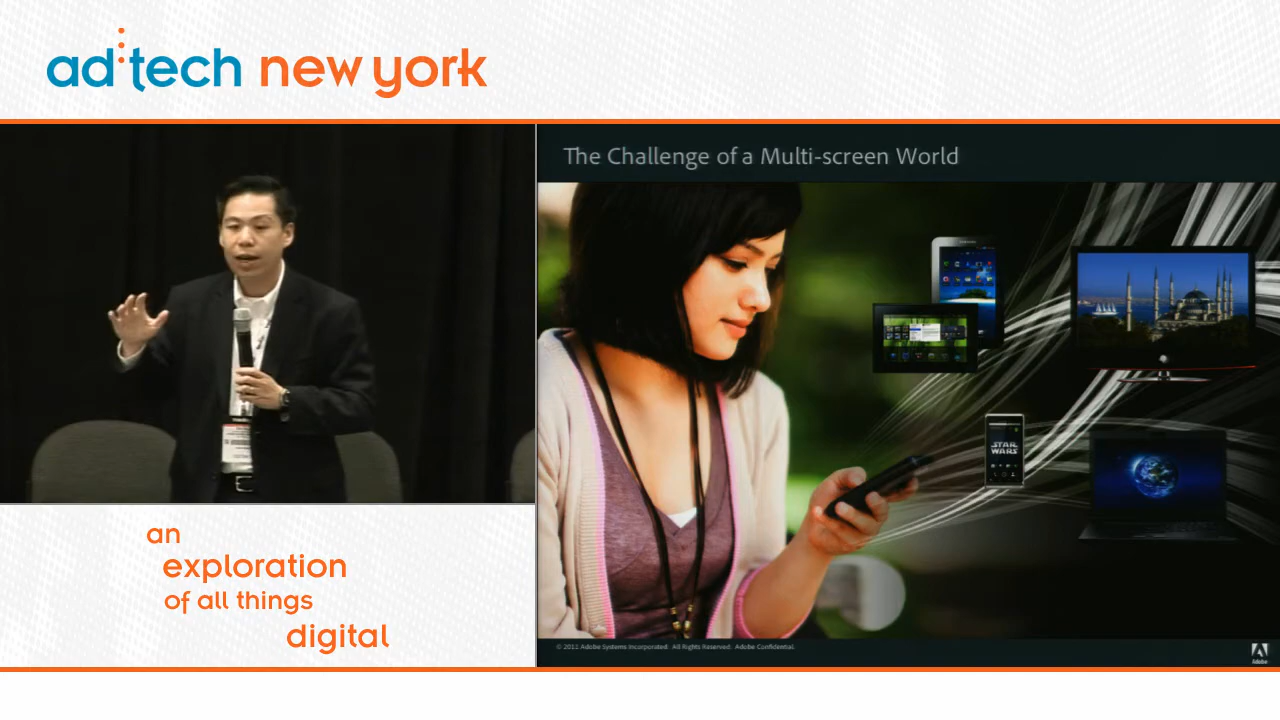 ad:tech new york
The Challenge of a Multi-screen World
STAR
WARS
an
exploration
of all things
digital
© 2011 Adobe Systems Incorporated. All Rights Reserved. Adobe Confidential.
Adobe